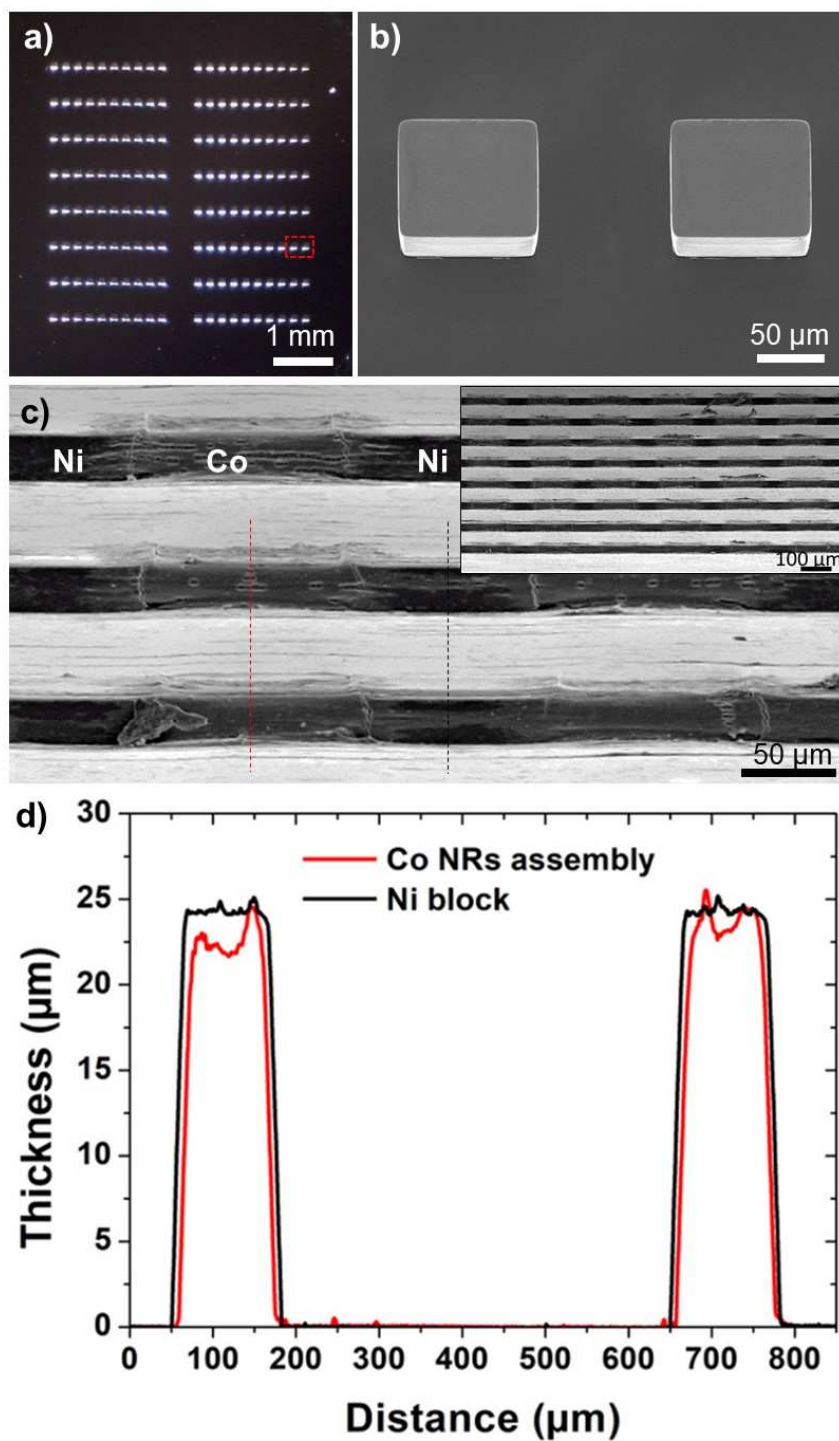 a)
1 mm
b)
50 µm
c)
Ni
Co
Ni
100 µm
50 µm
d)
30
25
20
15
10
5
0
Thickness (µm)
Co NRs assembly
Ni block
0 100 200 300 400 500 600 700 800
Distance (µm)